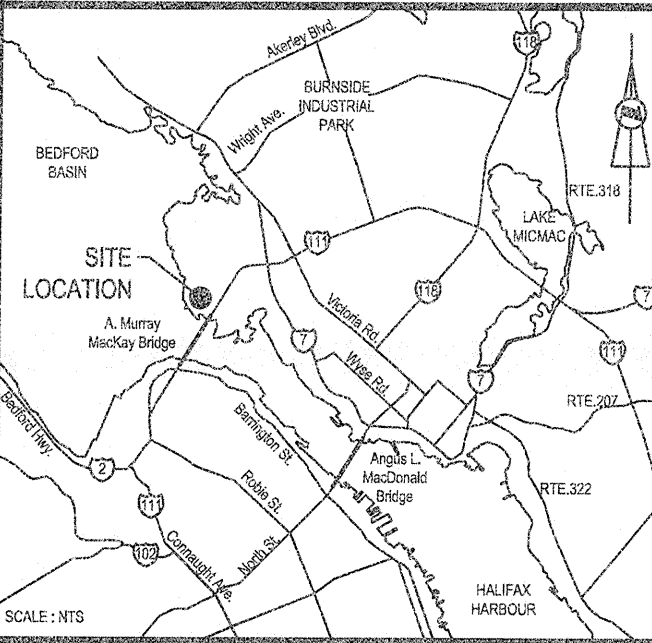 118
Akerley Blvd.
BURNSIDE
INDUSTRIAL
PARK
Wright Ave.
BEDFORD
BASIN
RTE.318
LAKE
MICMAC
111
SITE
LOCATION
118
7
A. Murray
MacKay Bridge
Victoria Rd.
7
Wyse Rd.
111
7
RTE.207
Bedford Hwy.
Barrington St.
2
Angus L.
MacDonald
Bridge
Robie St.
RTE.322
111
North St.
102
Connaught Ave.
HALIFAX
HARBOUR
SCALE : NTS